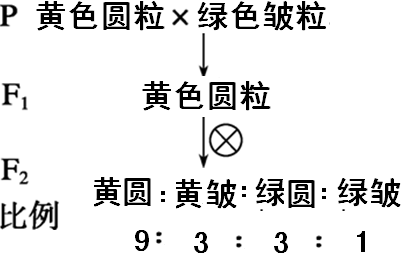 P 黄色圆粒×绿色皱粒
F₁ 黄色圆粒
⊗
F₂
黄圆:黄皱:绿圆:绿皱
比例
9: 3 : 3 : 1